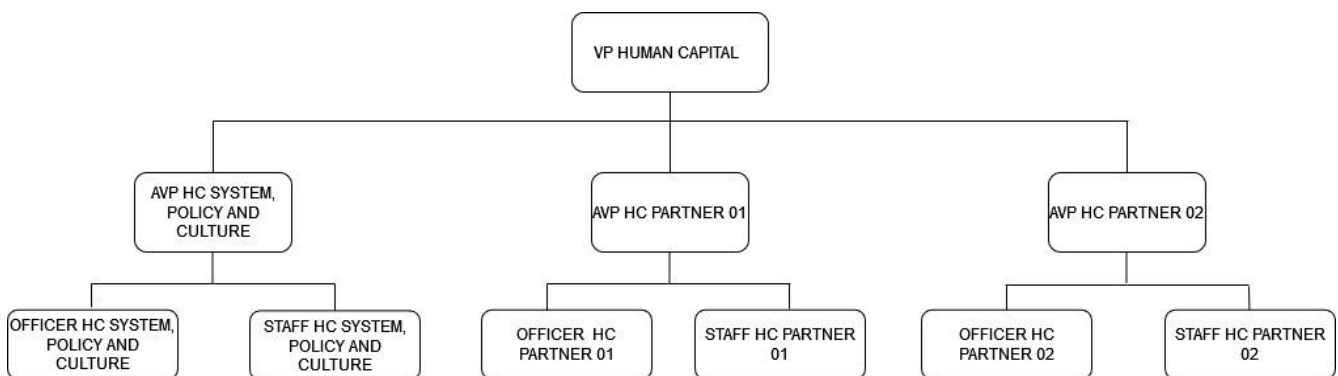 VP HUMAN CAPITAL
AVP HC SYSTEM,
POLICY AND
CULTURE
AVP HC PARTNER 01
AVP HC PARTNER 02
OFFICER HC SYSTEM,
POLICY AND
CULTURE
STAFF HC SYSTEM,
POLICY AND
CULTURE
OFFICER HC
PARTNER 01
STAFF HC PARTNER
01
OFFICER HC
PARTNER 02
STAFF HC PARTNER
02